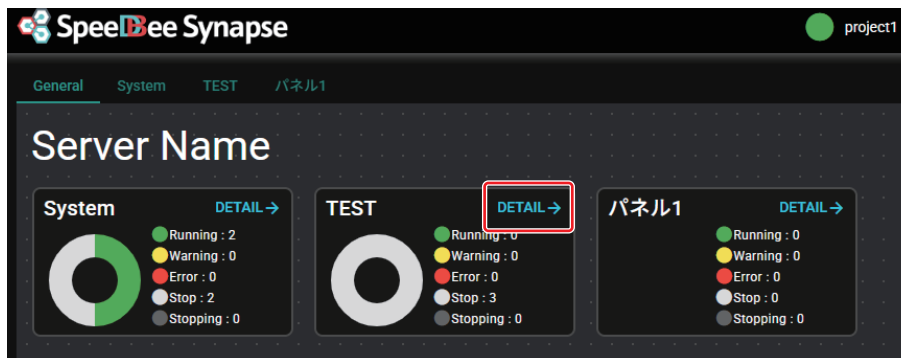 SpeeDBee Synapse
project1
General System TEST パネル1
Server Name
System DETAIL→
Running : 2
Warning : 0
Error : 0
Stop : 2
Stopping : 0
TEST DETAIL→
Running : 0
Warning : 0
Error : 0
Stop : 3
Stopping : 0
パネル1 DETAIL→
Running : 0
Warning : 0
Error : 0
Stop : 0
Stopping : 0